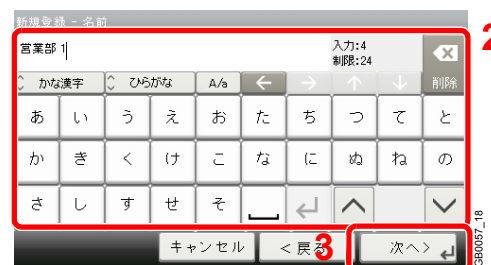 新規登録 - 名前
2
営業部 1
入力:4
制限:24
かな漢字 ひらがな A/a ← → ↑ ↓ 削除
あ い う え お た ち つ て と
か き く け こ な に ぬ ね の
さ し す せ そ
キャンセル < 戻る 3 次へ >
GB0057_18